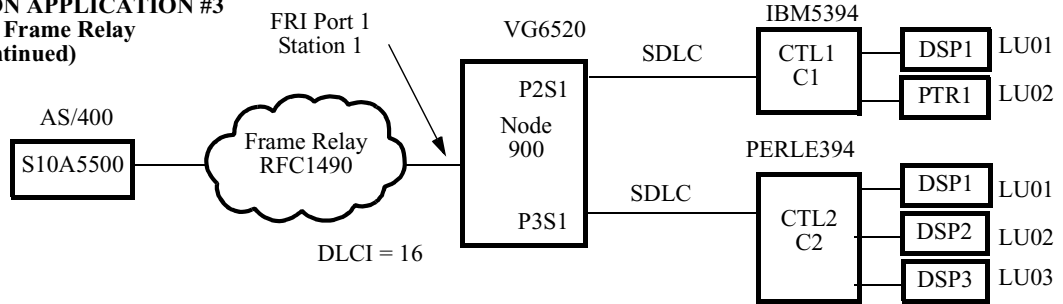 ON APPLICATION #3
Frame Relay
tinued)
FRI Port 1
Station 1
VG6520
IBM5394
SDLC
CTL1
C1
DSP1
LU01
PTR1
LU02
AS/400
S10A5500
Frame Relay
RFC1490
P2S1
Node
900
P3S1
DLCI = 16
SDLC
PERLE394
CTL2
C2
DSP1
LU01
DSP2
LU02
DSP3
LU03